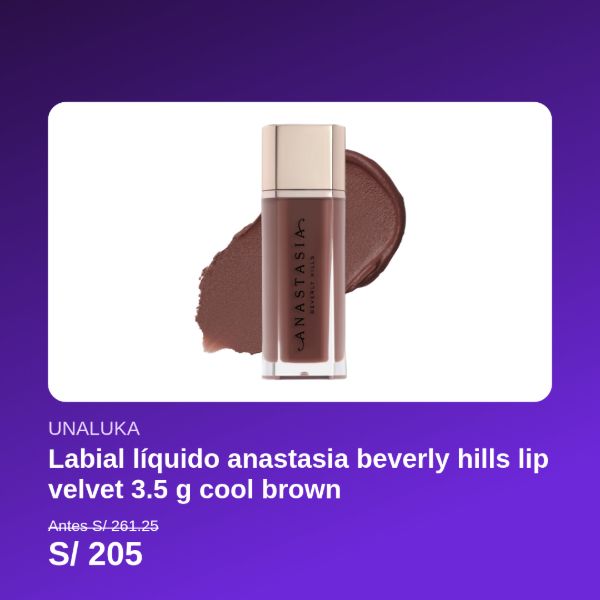 ANASTASIA
BEVERLY HILLS
UNALUKA
Labial líquido anastasia beverly hills lip
velvet 3.5 g cool brown
Antes S/ 261.25
S/ 205